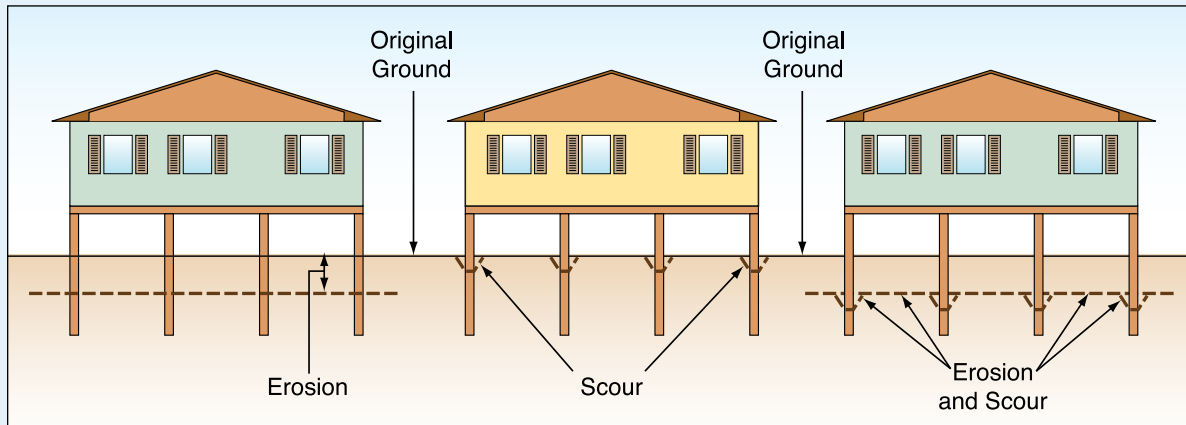 Original
Ground
Original
Ground
Erosion
Scour
Erosion
and Scour